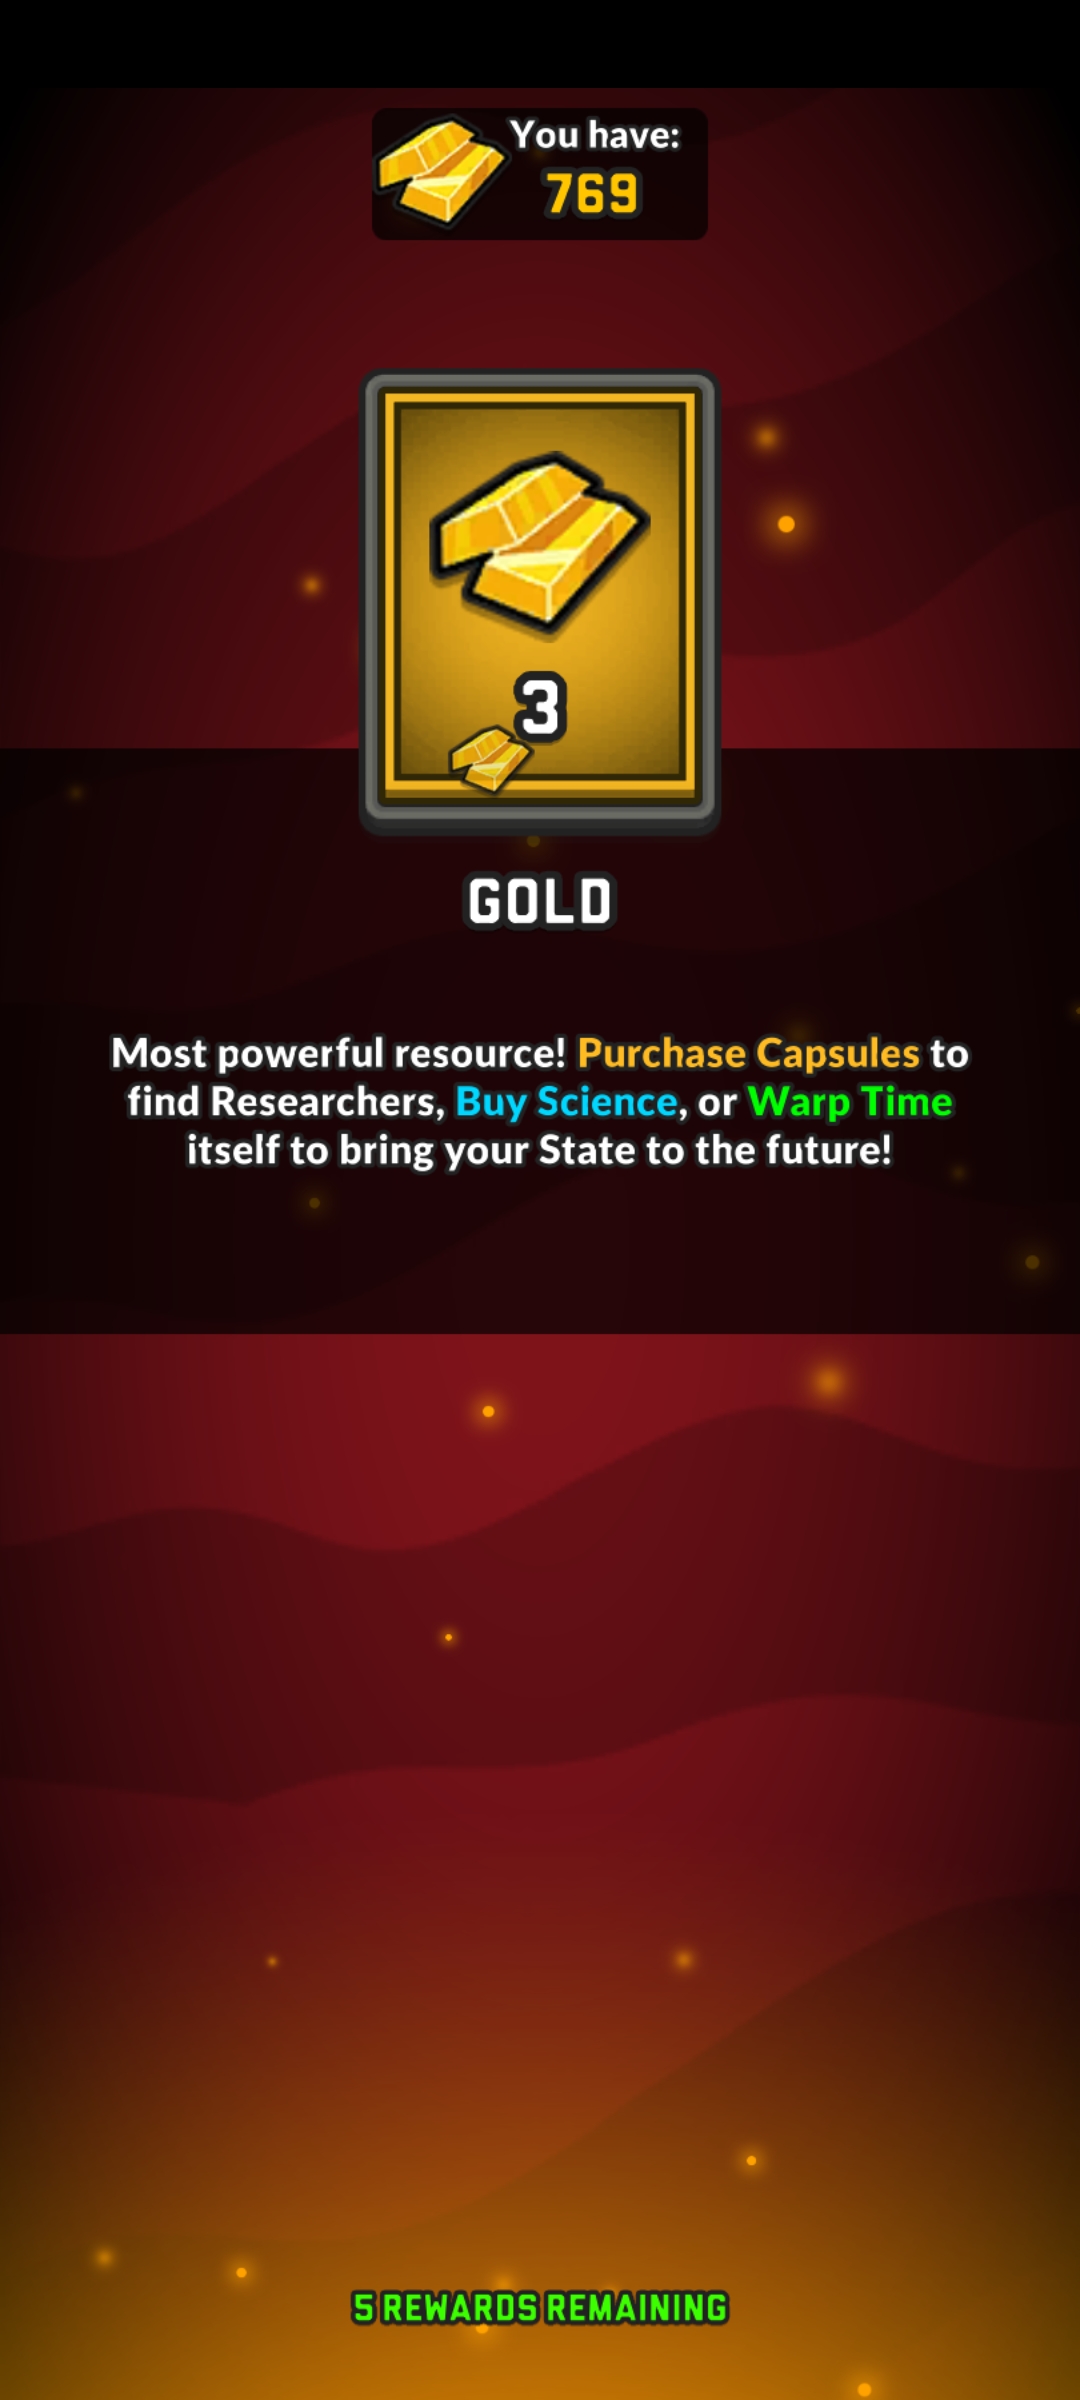 You have:
769
3
GOLD
Most powerful resource! Purchase Capsules to
find Researchers, Buy Science, or Warp Time
itself to bring your State to the future!
5 REWARDS REMAINING